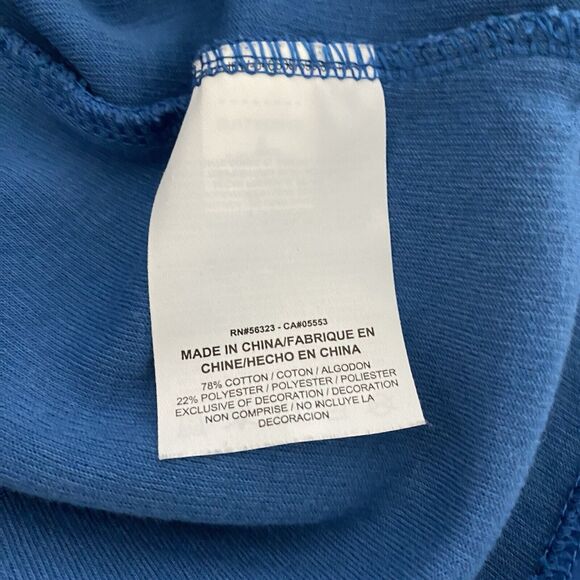 RN#56323 - CA#05553
MADE IN CHINA/FABRIQUE EN
CHINE/HECHO EN CHINA
78% COTTON / COTON / ALGODON
22% POLYESTER / POLYESTER / POLIESTER
EXCLUSIVE OF DECORATION / DECORATION
NON COMPRISE / NO INCLUYE LA
DECORACION